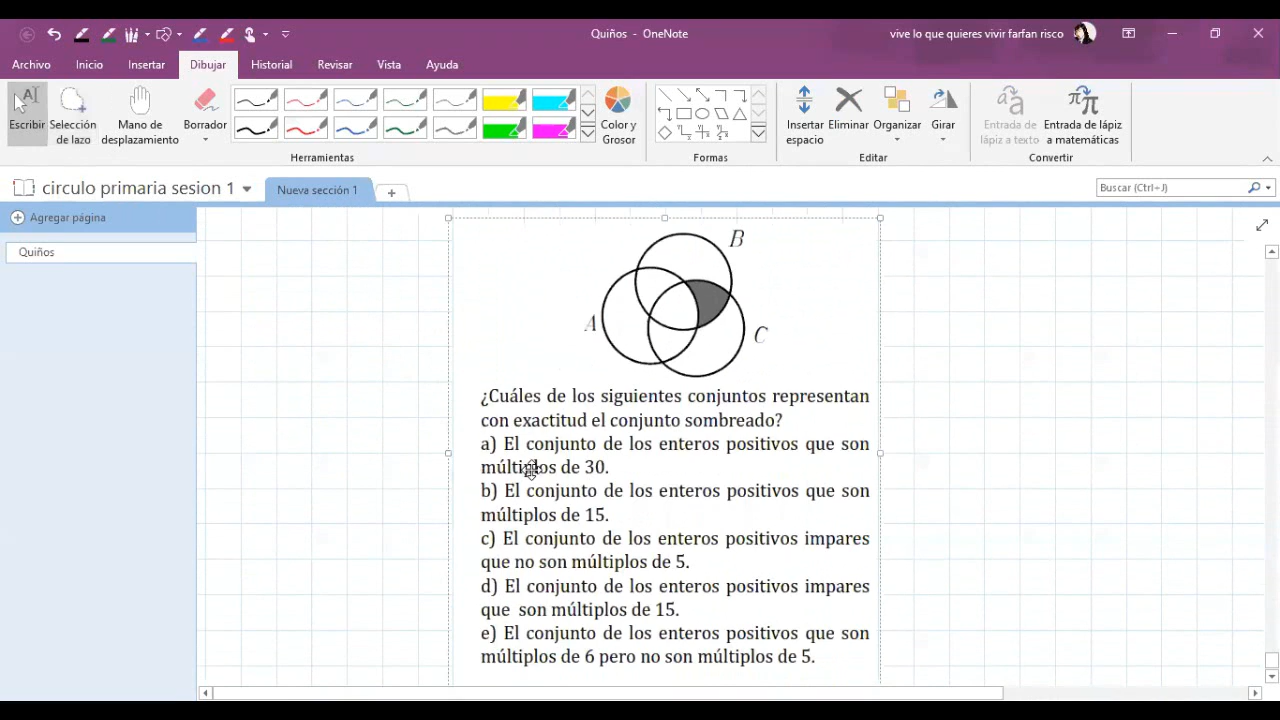 Quiños - OneNote
vive lo que quieres vivir farfan risco
Archivo Inicio Insertar Dibujar Historial Revisar Vista Ayuda
Escribir
Selección de lazo
Mano de desplazamiento
Borrador
Color y Grosor
Insertar espacio
Eliminar
Organizar
Girar
Entrada de lápiz a texto
Entrada de lápiz a matemáticas
Herramientas Formas Editar Convertir
circulo primaria sesion 1
Nueva sección 1
Buscar (Ctrl+J)
Agregar página
Quiños
B
A
C
¿Cuáles de los siguientes conjuntos representan
con exactitud el conjunto sombreado?
a) El conjunto de los enteros positivos que son
múltiplos de 30.
b) El conjunto de los enteros positivos que son
múltiplos de 15.
c) El conjunto de los enteros positivos impares
que no son múltiplos de 5.
d) El conjunto de los enteros positivos impares
que son múltiplos de 15.
e) El conjunto de los enteros positivos que son
múltiplos de 6 pero no son múltiplos de 5.